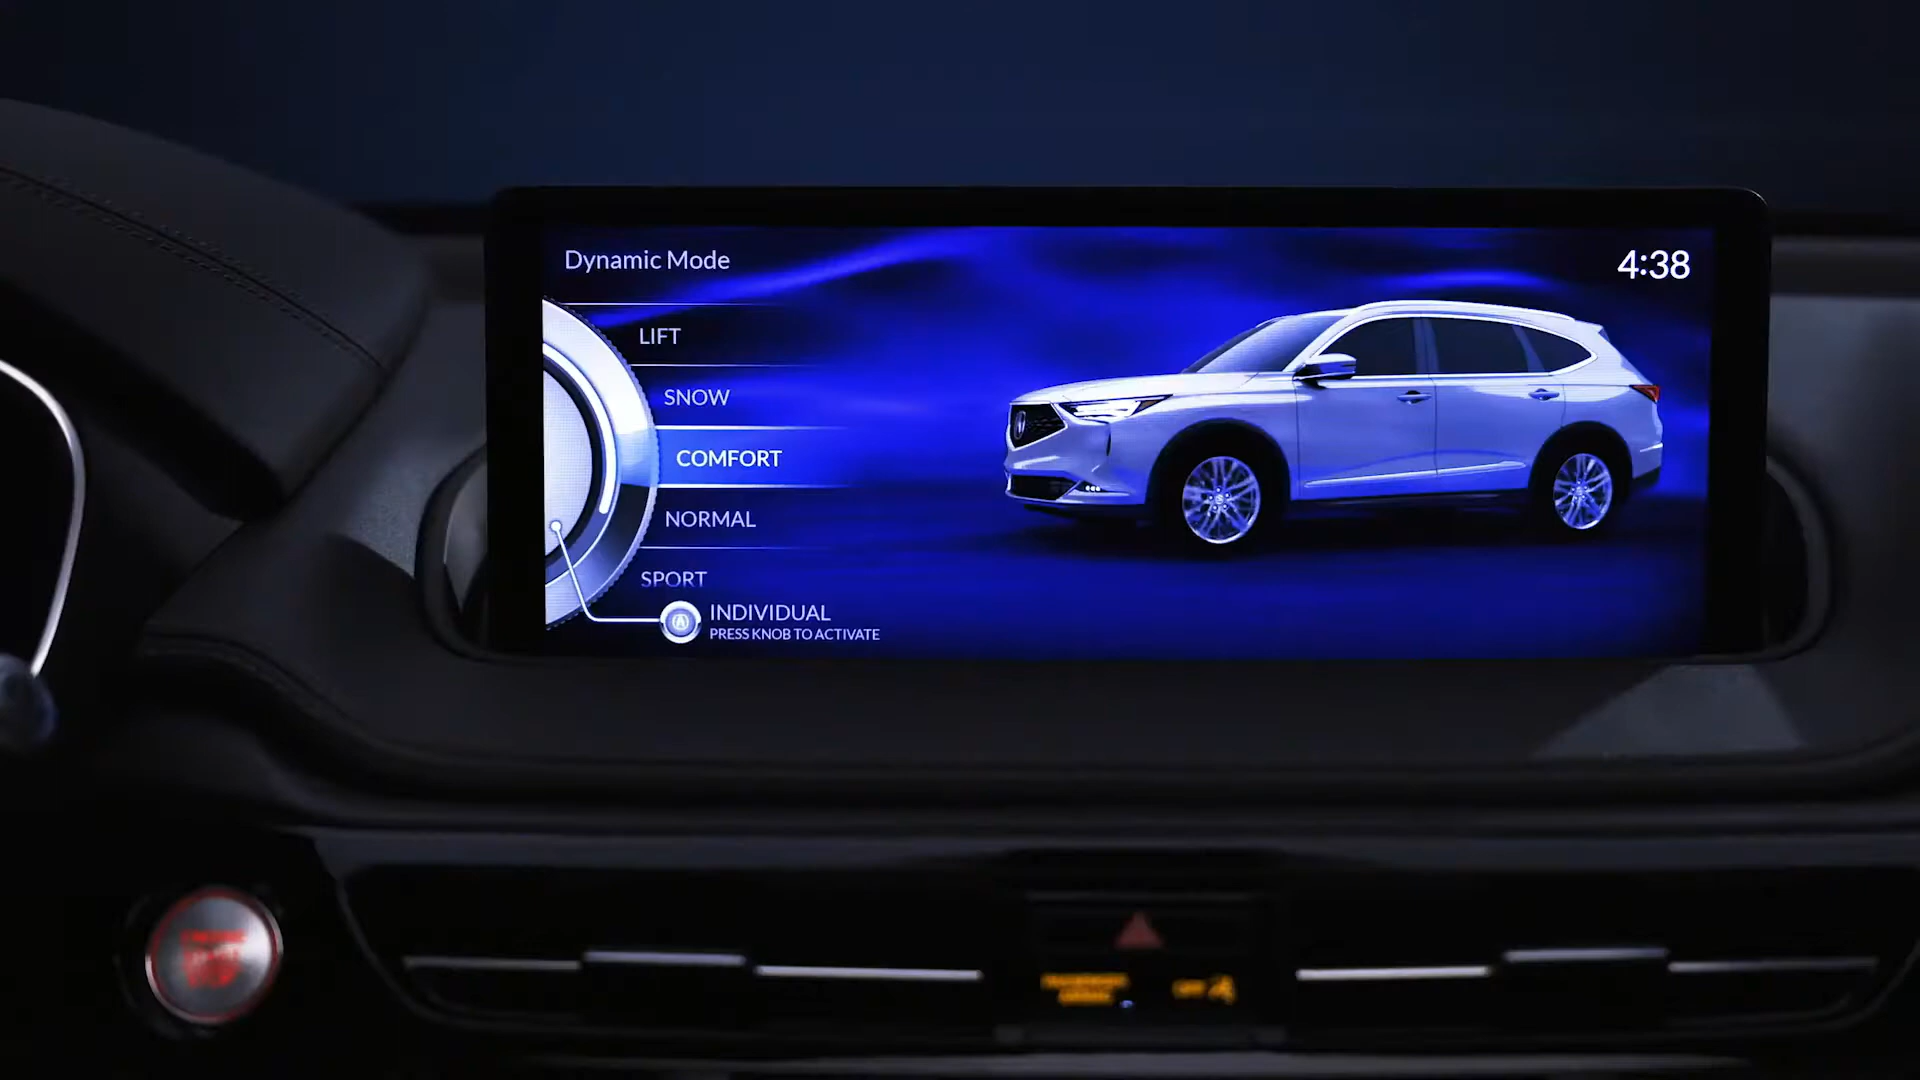 Dynamic Mode
4:38
LIFT
SNOW
COMFORT
NORMAL
SPORT
INDIVIDUAL
PRESS KNOB TO ACTIVATE